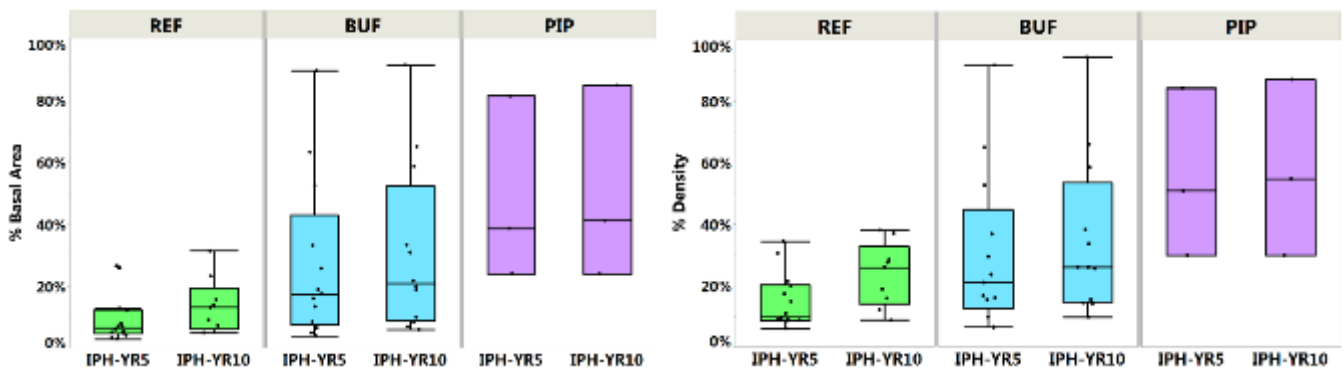 REF BUF PIP
100%
80%
60%
40%
20%
0%
% Basal Area
IPH-YR5 IPH-YR10 IPH-YR5 IPH-YR10 IPH-YR5 IPH-YR10
REF BUF PIP
100%
80%
60%
40%
20%
0%
% Density
IPH-YR5 IPH-YR10 IPH-YR5 IPH-YR10 IPH-YR5 IPH-YR10